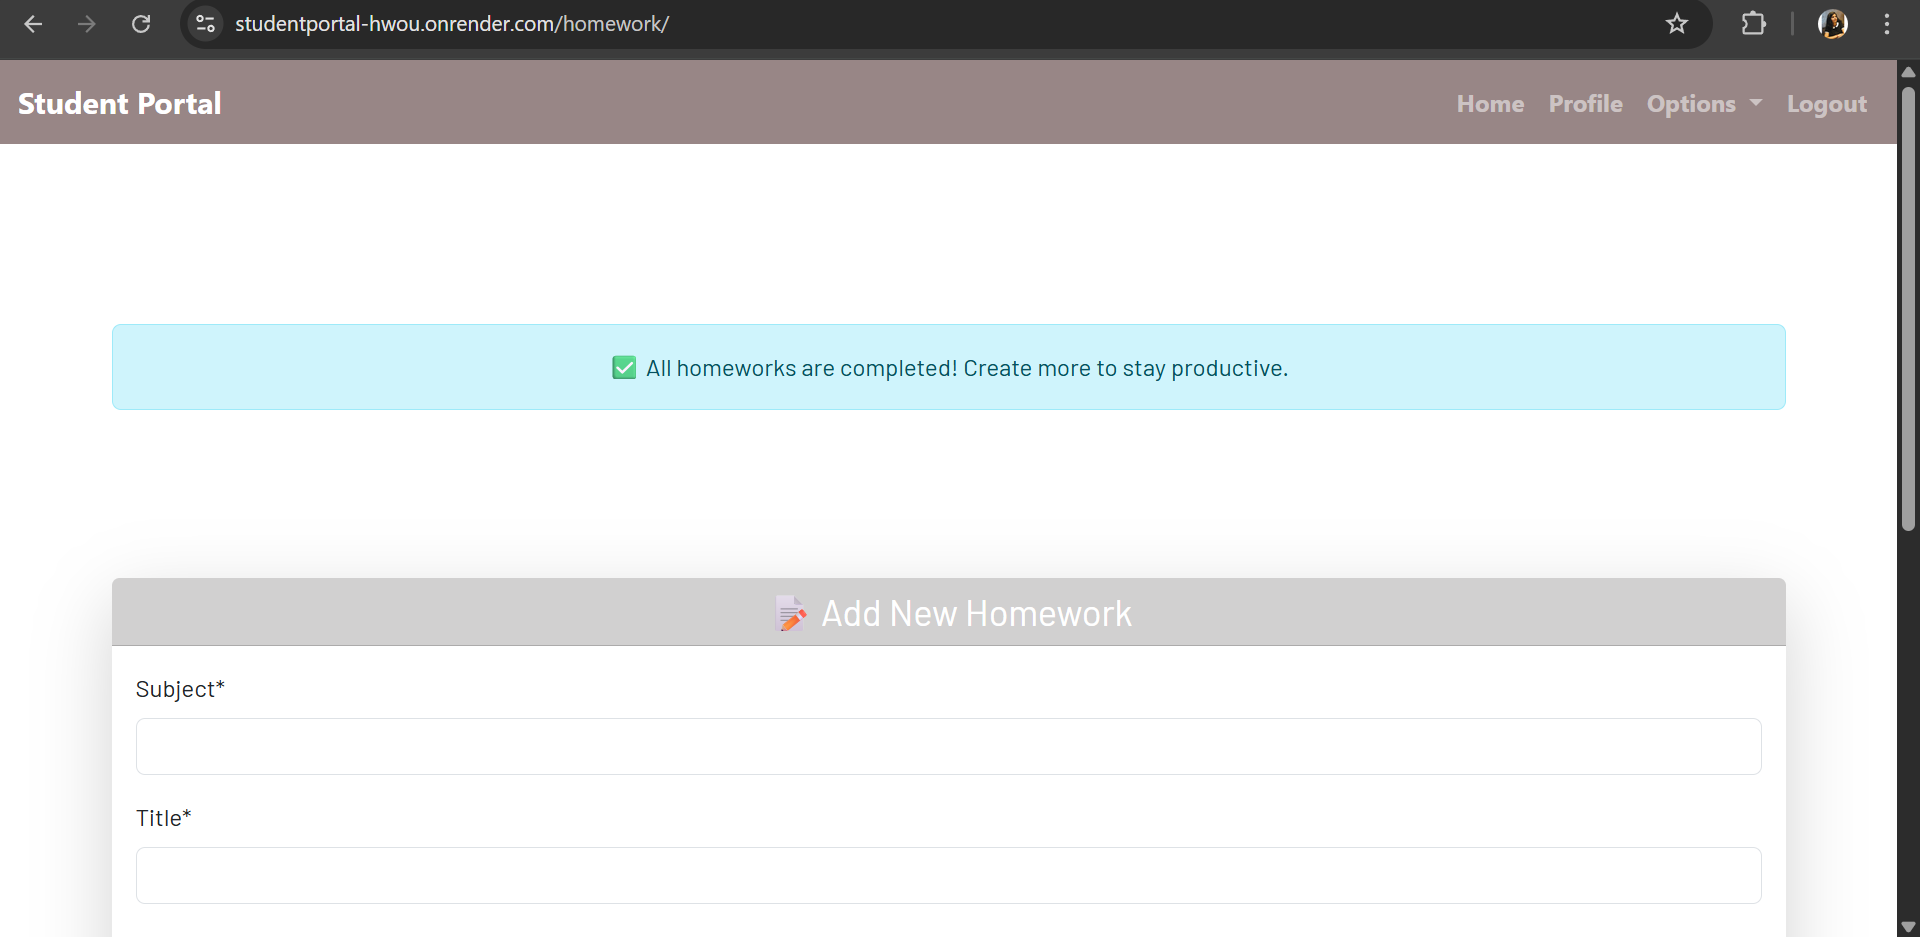 studentportal-hwou.onrender.com/homework/
Student Portal
Home Profile Options Logout
✅ All homeworks are completed! Create more to stay productive.
📝 Add New Homework
Subject*
Title*